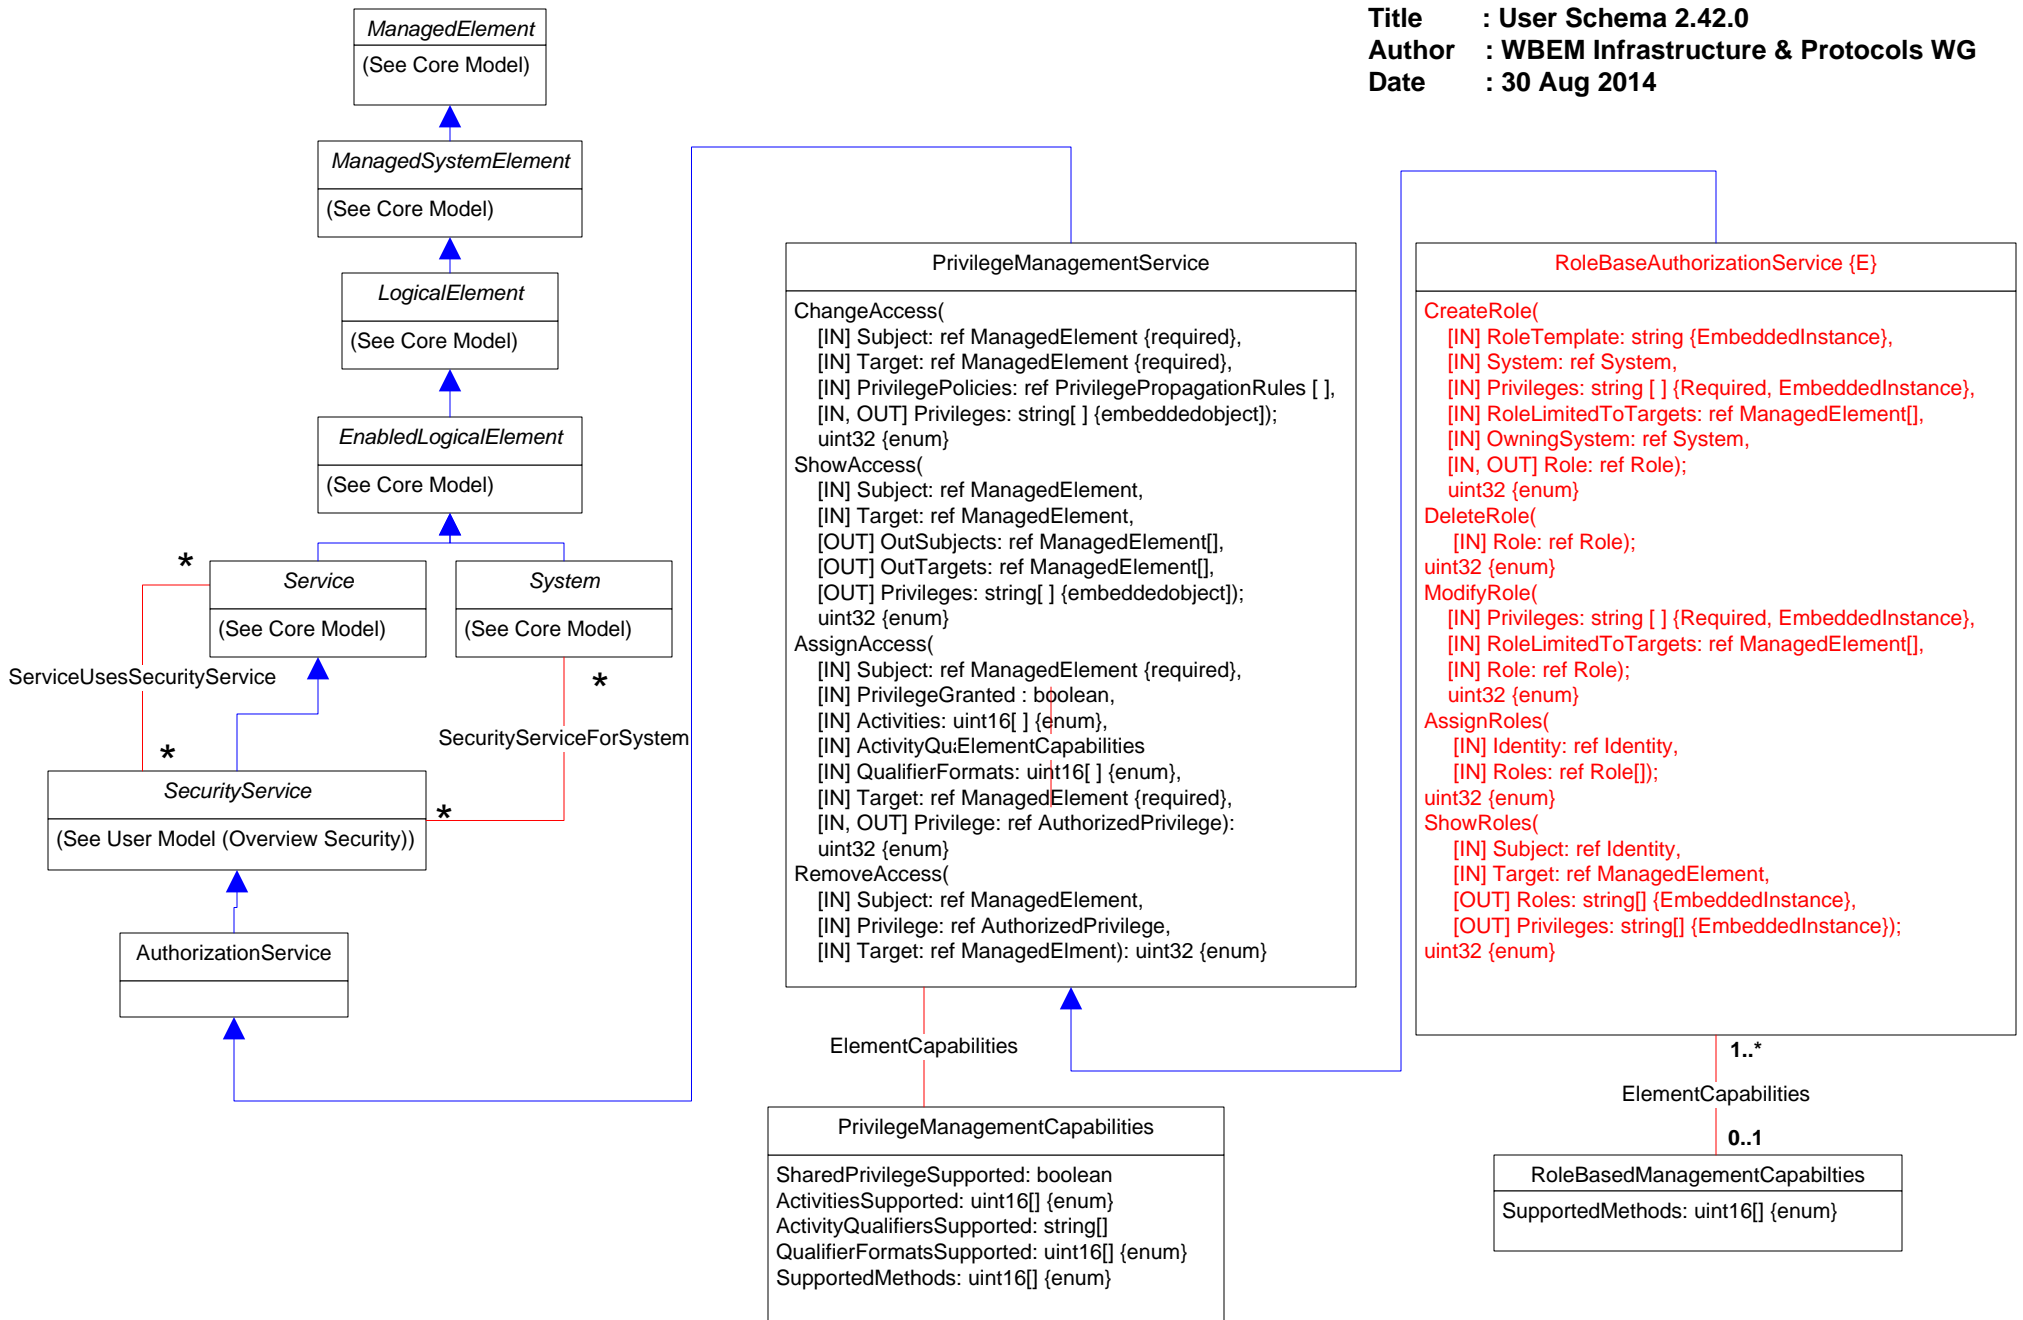 Title : User Schema 2.42.0
Author : WBEM Infrastructure & Protocols WG
Date : 30 Aug 2014
ManagedElement
(See Core Model)
ManagedSystemElement
(See Core Model)
LogicalElement
(See Core Model)
EnabledLogicalElement
(See Core Model)
*
Service
(See Core Model)
System
(See Core Model)
ServiceUsesSecurityService
*
*
SecurityServiceForSystem
SecurityService
*
(See User Model (Overview Security))
AuthorizationService
PrivilegeManagementService
ChangeAccess(
[IN] Subject: ref ManagedElement {required},
[IN] Target: ref ManagedElement {required},
[IN] PrivilegePolicies: ref PrivilegePropagationRules [ ],
[IN, OUT] Privileges: string[ ] {embeddedobject]);
uint32 {enum}
ShowAccess(
[IN] Subject: ref ManagedElement,
[IN] Target: ref ManagedElement,
[OUT] OutSubjects: ref ManagedElement[],
[OUT] OutTargets: ref ManagedElement[],
[OUT] Privileges: string[ ] {embeddedobject]);
uint32 {enum}
AssignAccess(
[IN] Subject: ref ManagedElement {required},
[IN] PrivilegeGranted : boolean,
[IN] Activities: uint16[ ] {enum},
[IN] ElementCapabilities
[IN] QualifierFormats: uint16[ ] {enum},
[IN] Target: ref ManagedElement {required},
[IN, OUT] Privilege: ref AuthorizedPrivilege):
uint32 {enum}
RemoveAccess(
[IN] Subject: ref ManagedElement,
[IN] Privilege: ref AuthorizedPrivilege,
[IN] Target: ref ManagedElment): uint32 {enum}
ElementCapabilities
PrivilegeManagementCapabilities
SharedPrivilegeSupported: boolean
ActivitiesSupported: uint16[] {enum}
ActivityQualifiersSupported: string[]
QualifierFormatsSupported: uint16[] {enum}
SupportedMethods: uint16[] {enum}
RoleBaseAuthorizationService {E}
CreateRole(
[IN] RoleTemplate: string {EmbeddedInstance},
[IN] System: ref System,
[IN] Privileges: string [ ] {Required, EmbeddedInstance},
[IN] RoleLimitedToTargets: ref ManagedElement[],
[IN] OwningSystem: ref System,
[IN, OUT] Role: ref Role);
uint32 {enum}
DeleteRole(
[IN] Role: ref Role);
uint32 {enum}
ModifyRole(
[IN] Privileges: string [ ] {Required, EmbeddedInstance},
[IN] RoleLimitedToTargets: ref ManagedElement[],
[IN] Role: ref Role);
uint32 {enum}
AssignRoles(
[IN] Identity: ref Identity,
[IN] Roles: ref Role[]);
uint32 {enum}
ShowRoles(
[IN] Subject: ref Identity,
[IN] Target: ref ManagedElement,
[OUT] Roles: string[] {EmbeddedInstance},
[OUT] Privileges: string[] {EmbeddedInstance});
uint32 {enum}
1..*
ElementCapabilities
0..1
RoleBasedManagementCapabilties
SupportedMethods: uint16[] {enum}